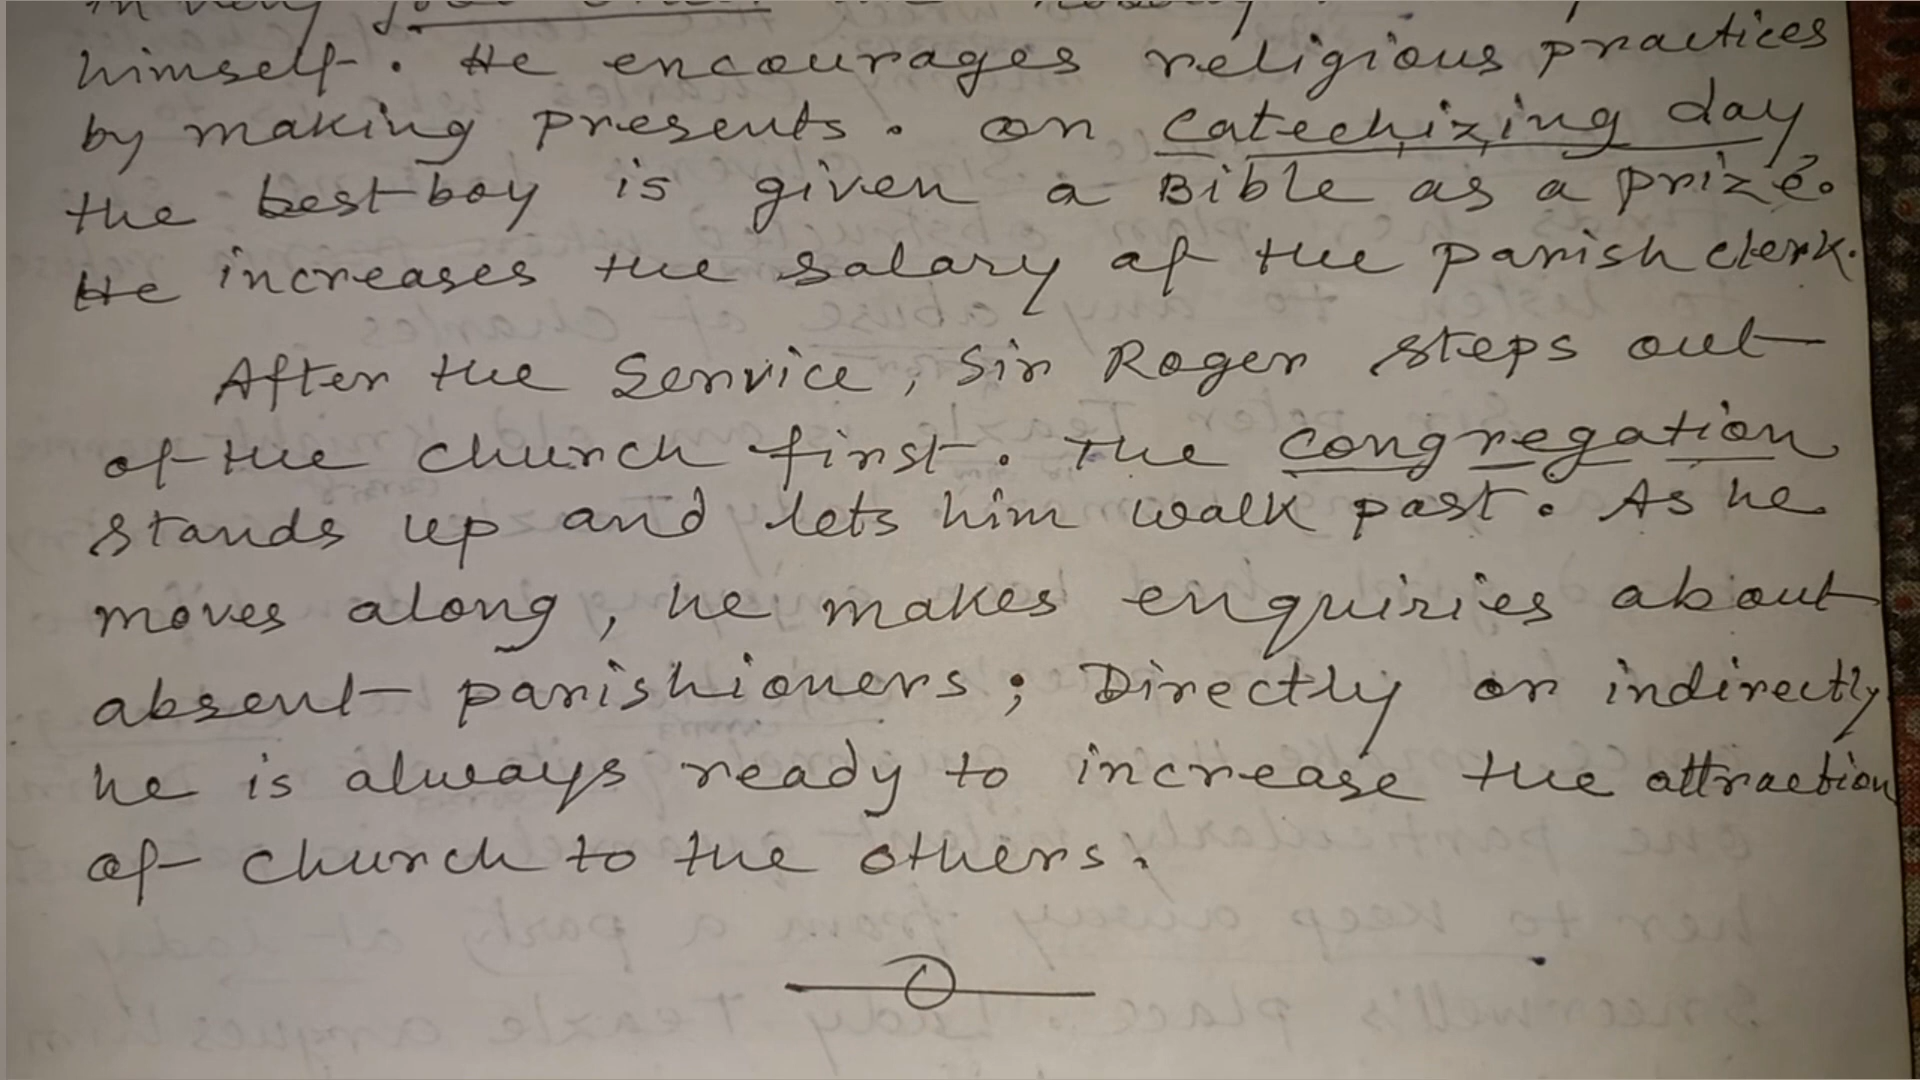 himself. He encourages religious practices
by making presents. on catechizing day
the best boy is given a Bible as a prize.
He increases the salary of the parish clerk.
After the Service, Sir Roger steps out
of the church first. The congregation
stands up and lets him walk past. As he
moves along, he makes enquiries about
absent parishioners; Directly or indirectly
he is always ready to increase the attraction
of church to the others.